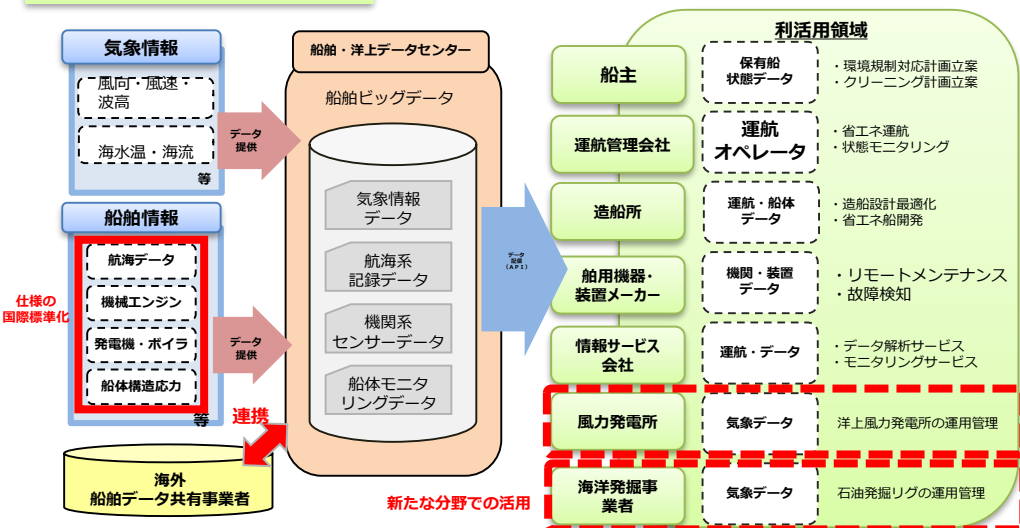 気象情報
風向・風速・
波高
海水温・海流
等
データ
提供
船舶情報
航海データ
機械エンジン
発電機・ボイラ
船体構造応力
等
仕様の
国際標準化
データ
提供
連携
海外
船舶データ共有事業者
船舶・洋上データセンター
船舶ビッグデータ
気象情報
データ
航海系
記録データ
機関系
センサーデータ
船体モニタ
リングデータ
データ
配信
(API)
新たな分野での活用
利活用領域
船主
保有船
状態データ
・環境規制対応計画立案
・クリーニング計画立案
運航管理会社
運航
オペレータ
・省エネ運航
・状態モニタリング
造船所
運航・船体
データ
・造船設計最適化
・省エネ船開発
舶用機器・
装置メーカー
機関・装置
データ
・リモートメンテナンス
・故障検知
情報サービス
会社
運航・データ
・データ解析サービス
・モニタリングサービス
風力発電所
気象データ
洋上風力発電所の運用管理
海洋発掘事
業者
気象データ
石油発掘リグの運用管理